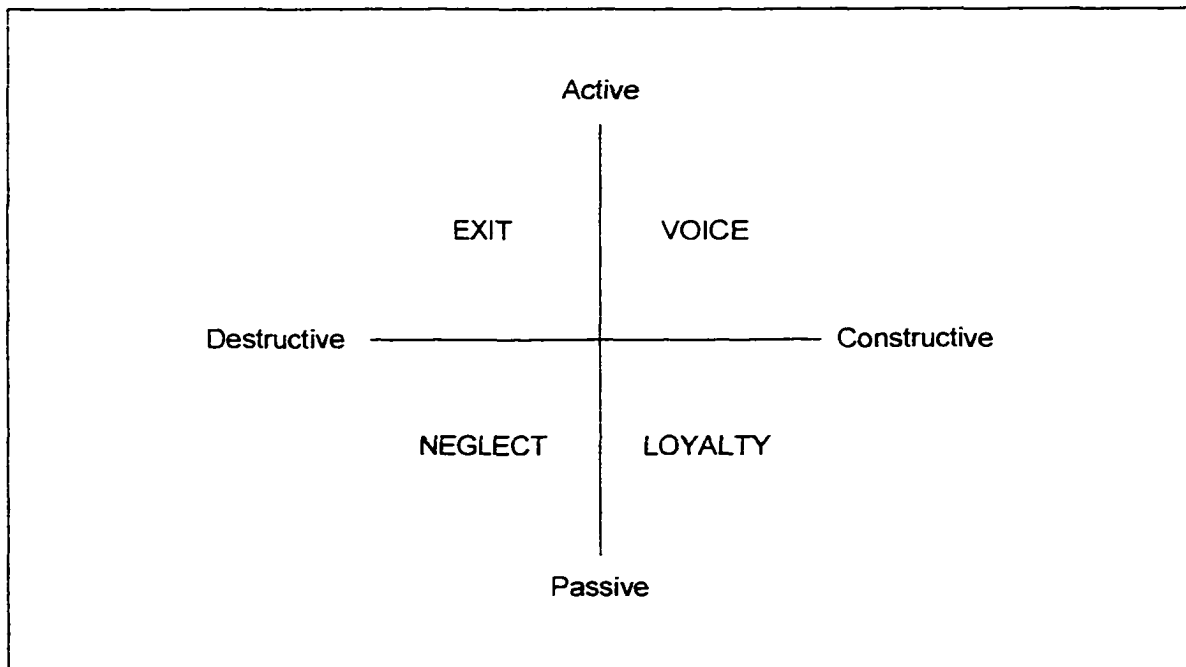 Active
EXIT VOICE
Destructive Constructive
NEGLECT LOYALTY
Passive